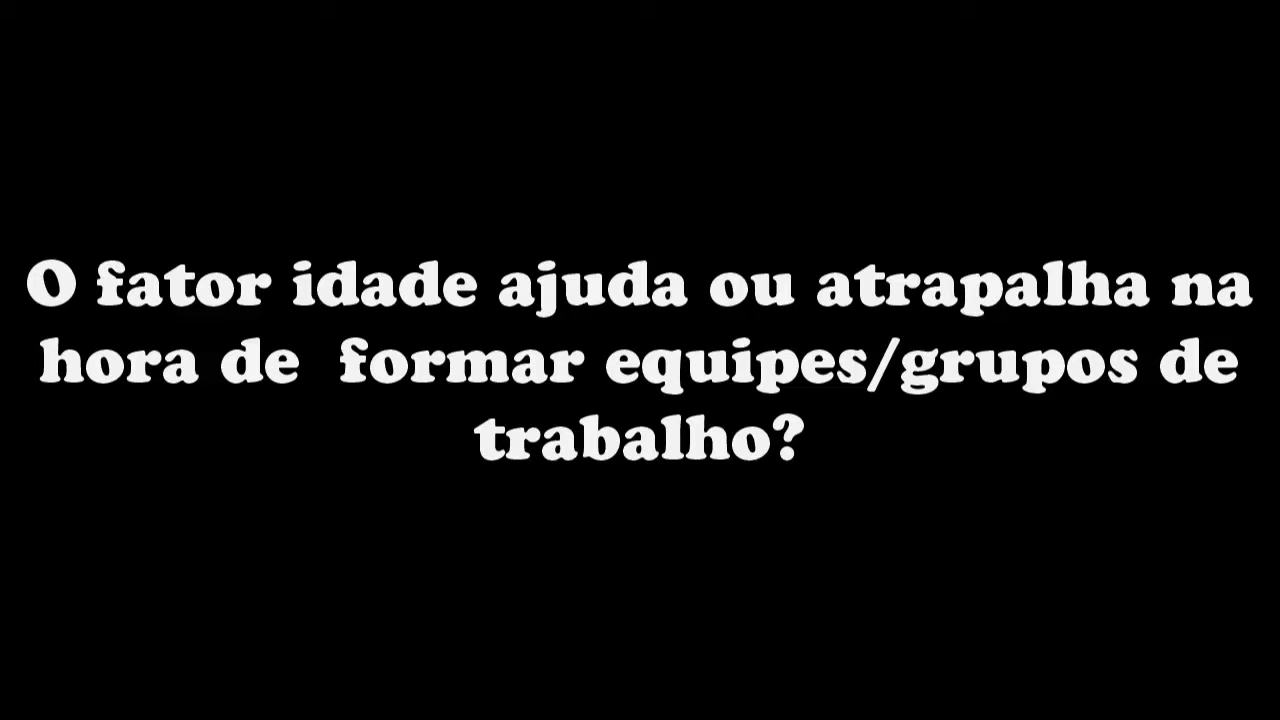 O fator idade ajuda ou atrapalha na
hora de  formar equipes/grupos de
trabalho?